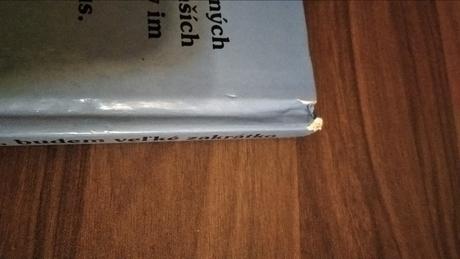 ných
ších
y im
s.
budem veľké zakrátko